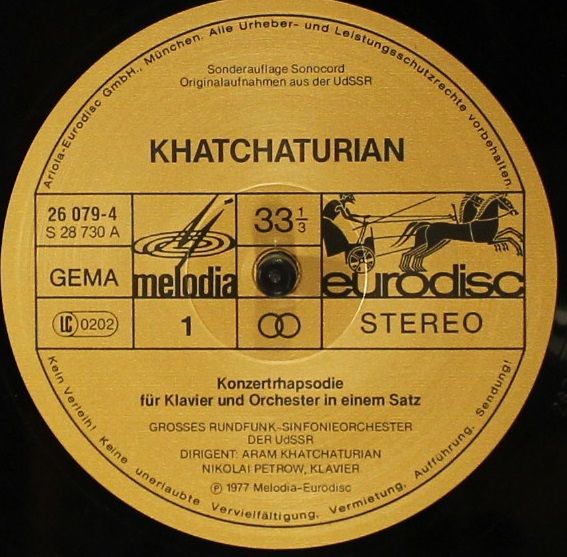 Ariola-Eurodisc GmbH., München. Alle Urheber- und Leistungsschutzrechte vorbehalten.
Sonderauflage Sonocord
Originalaufnahmen aus der UdSSR
KHATCHATURIAN
26 079-4
S 28 730 A
33 1/3
GEMA
melodia
eurodisc
LC 0202
1
STEREO
Konzertrhapsodie
für Klavier und Orchester in einem Satz
GROSSES RUNDFUNK-SINFONIEORCHESTER
DER UdSSR
DIRIGENT: ARAM KHATCHATURIAN
NIKOLAI PETROW, KLAVIER
Ⓟ 1977 Melodia-Eurodisc
Kein Verleih! Keine unerlaubte Vervielfältigung, Vermietung, Aufführung, Sendung!